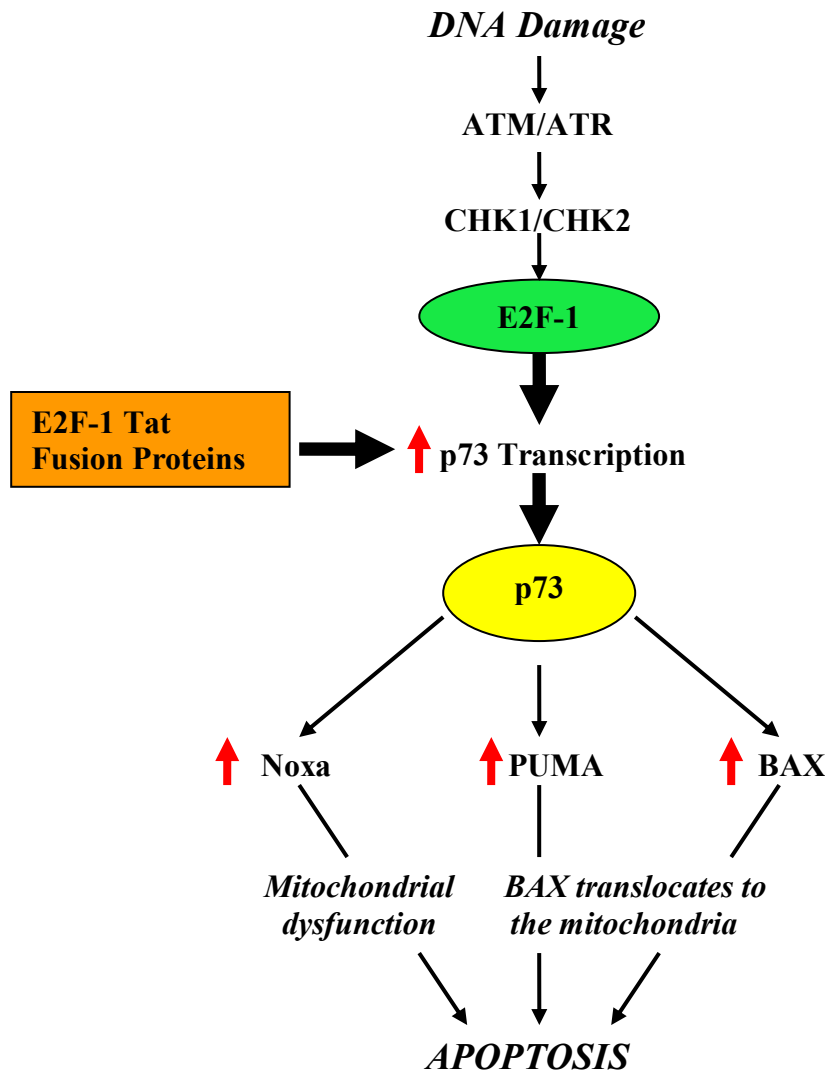 DNA Damage
ATM/ATR
CHK1/CHK2
E2F-1
E2F-1 Tat
Fusion Proteins
p73 Transcription
p73
Noxa
PUMA
BAX
Mitochondrial
dysfunction
BAX translocates to
the mitochondria
APOPTOSIS